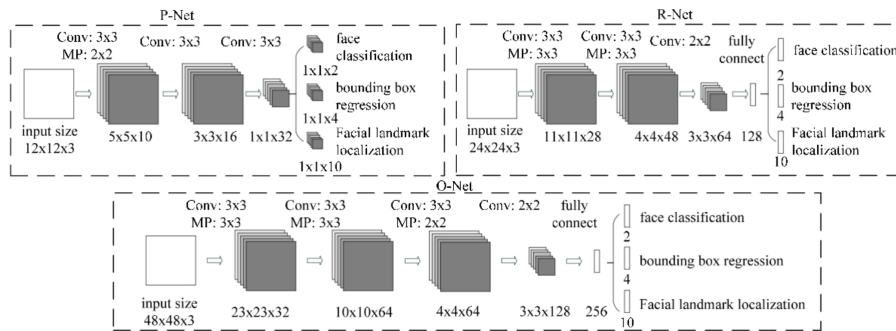 P-Net
Conv: 3x3
MP: 2x2
Conv: 3x3
Conv: 3x3
face
classification
1x1x2
bounding box
regression
1x1x4
Facial landmark
localization
1x1x10
input size
12x12x3
5x5x10
3x3x16
1x1x32
R-Net
Conv: 3x3
MP: 3x3
Conv: 3x3
MP: 3x3
Conv: 2x2
fully
connect
face classification
2
bounding box
regression
4
Facial landmark
localization
10
input size
24x24x3
11x11x28
4x4x48
3x3x64
128
O-Net
Conv: 3x3
MP: 3x3
Conv: 3x3
MP: 3x3
Conv: 3x3
MP: 2x2
Conv: 2x2
fully
connect
face classification
2
bounding box regression
4
Facial landmark localization
10
input size
48x48x3
23x23x32
10x10x64
4x4x64
3x3x128
256